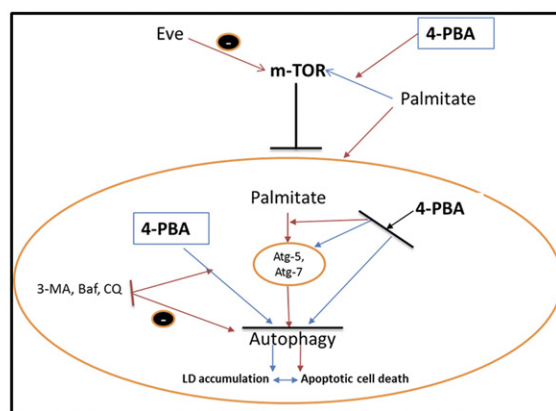 Eve
-
4-PBA
m-TOR
Palmitate
Palmitate
4-PBA
4-PBA
Atg-5,
Atg-7
3-MA, Baf, CQ
-
Autophagy
LD accumulation
Apoptotic cell death